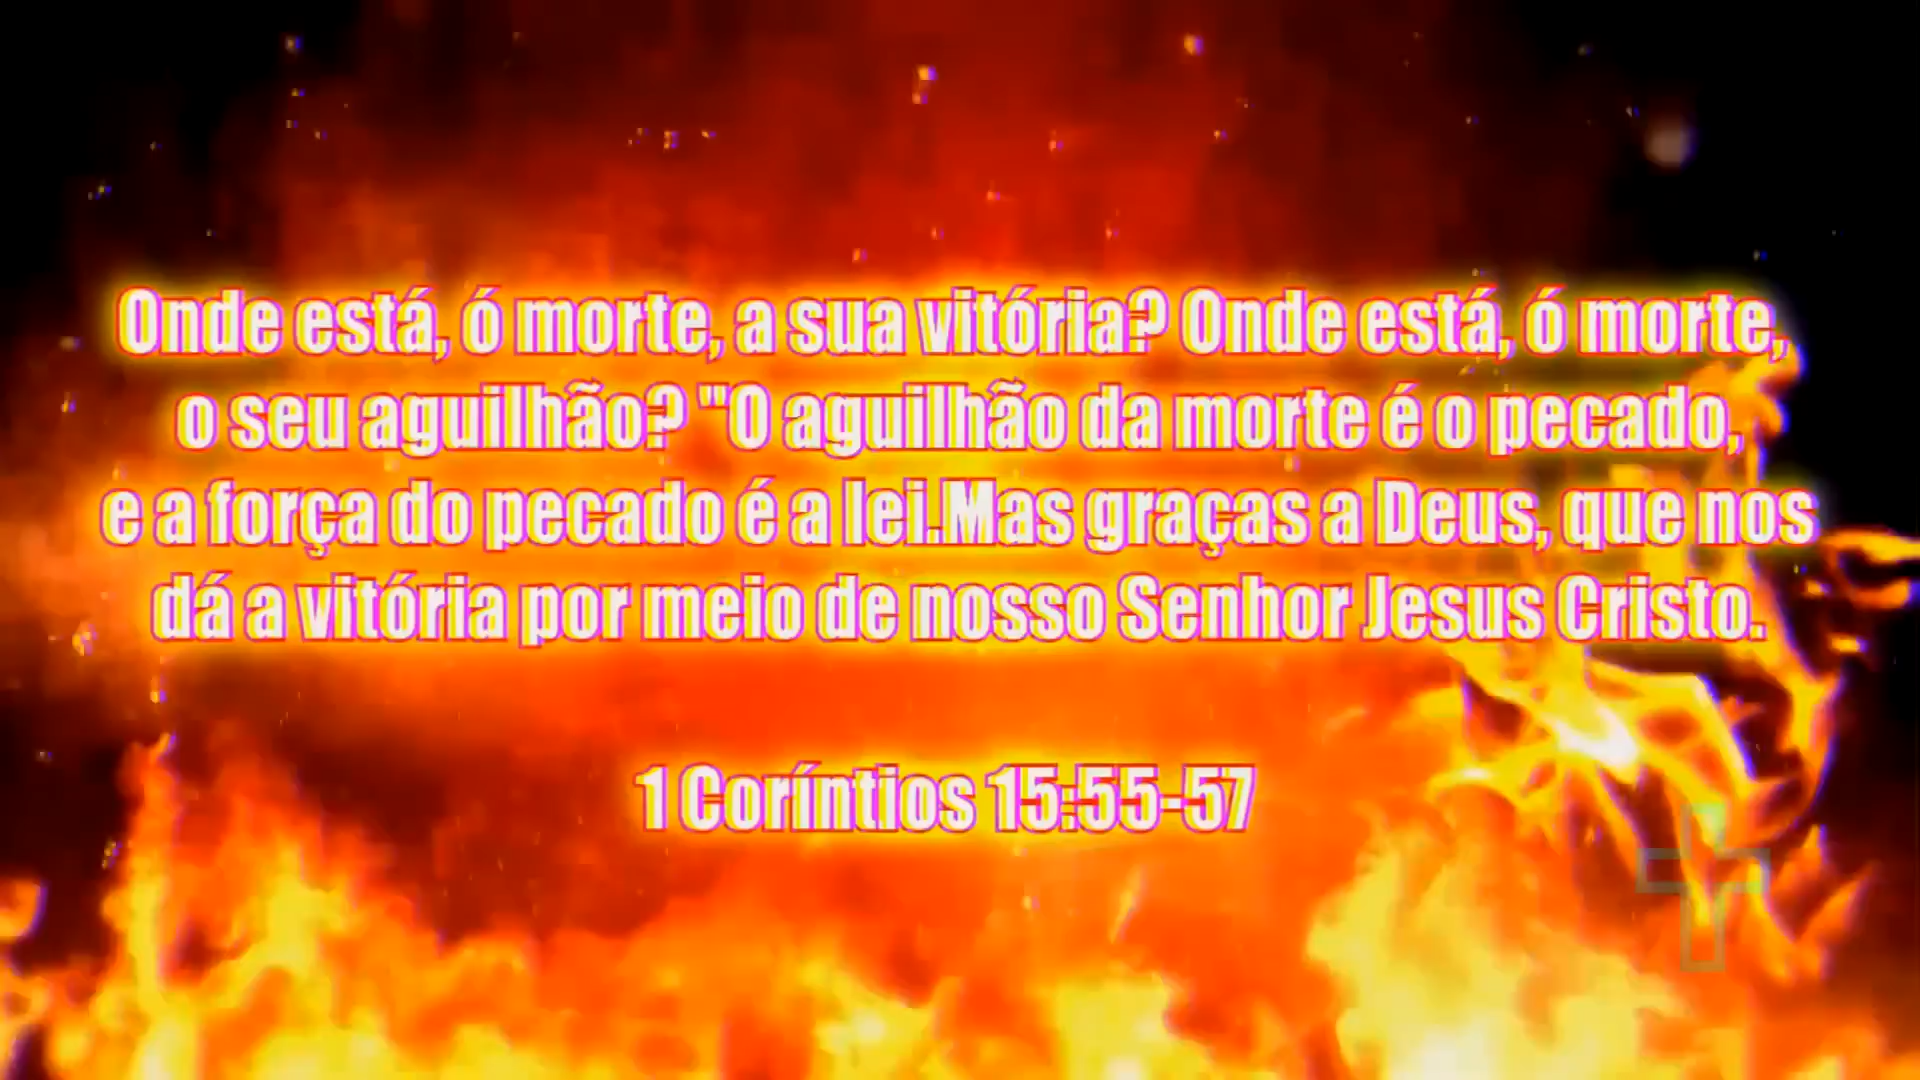 Onde está, ó morte, a sua vitória? Onde está, ó morte,
o seu aguilhão? "O aguilhão da morte é o pecado,
e a força do pecado é a lei.Mas graças a Deus, que nos
dá a vitória por meio de nosso Senhor Jesus Cristo.
1 Coríntios 15:55-57